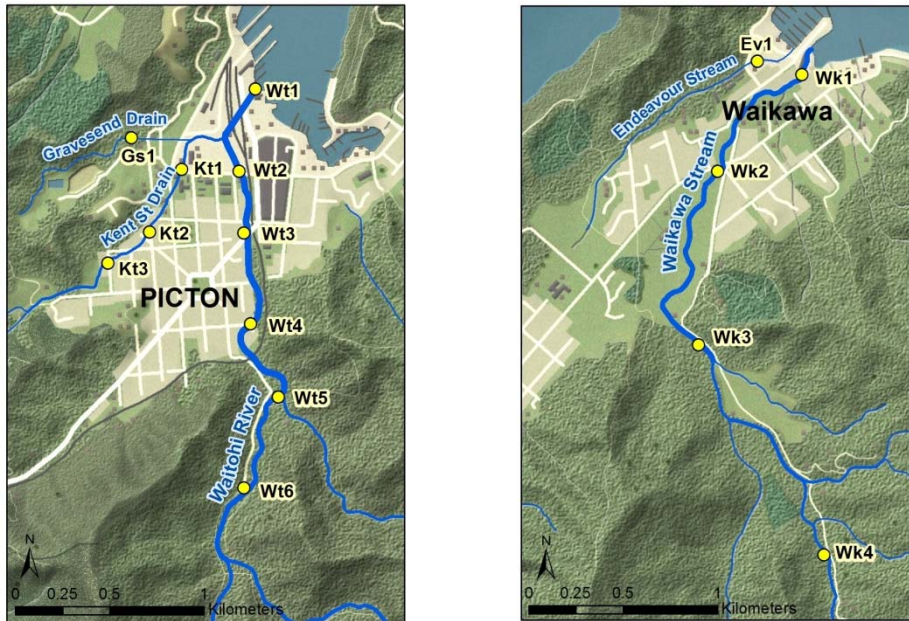 Wt1
Gravesend Drain
Gs1
Kt1
Wt2
Kent St Drain
Kt2
Wt3
Kt3
PICTON
Wt4
Wt5
Waitohi River
Wt6
N
0 0.25 0.5 1
Kilometers
Ev1
Wk1
Endeavour Stream
Waikawa
Wk2
Waikawa Stream
Wk3
Wk4
N
0 0.25 0.5 1
Kilometers